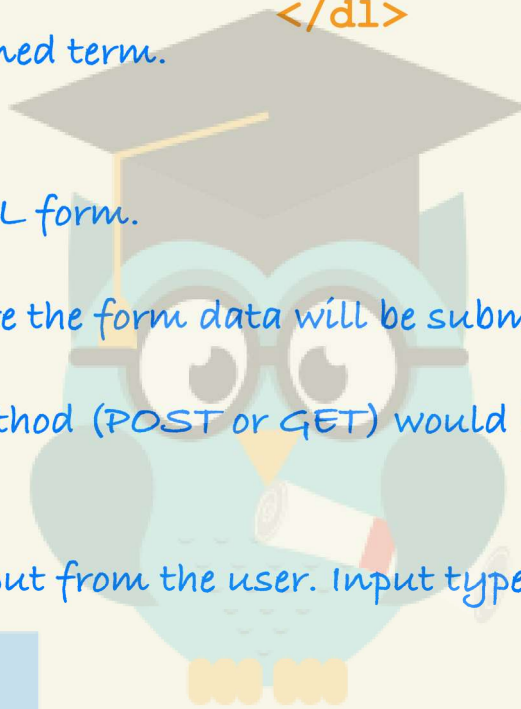 </dl>
ned term.
L form.
e the form data will be subm
thod (POST or GET) would
out from the user. Input type